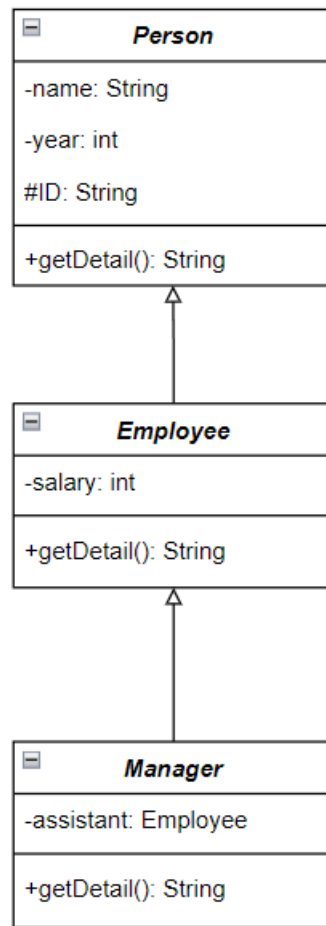 Person
-name: String
-year: int
#ID: String
+getDetail(): String
Employee
-salary: int
+getDetail(): String
Manager
-assistant: Employee
+getDetail(): String